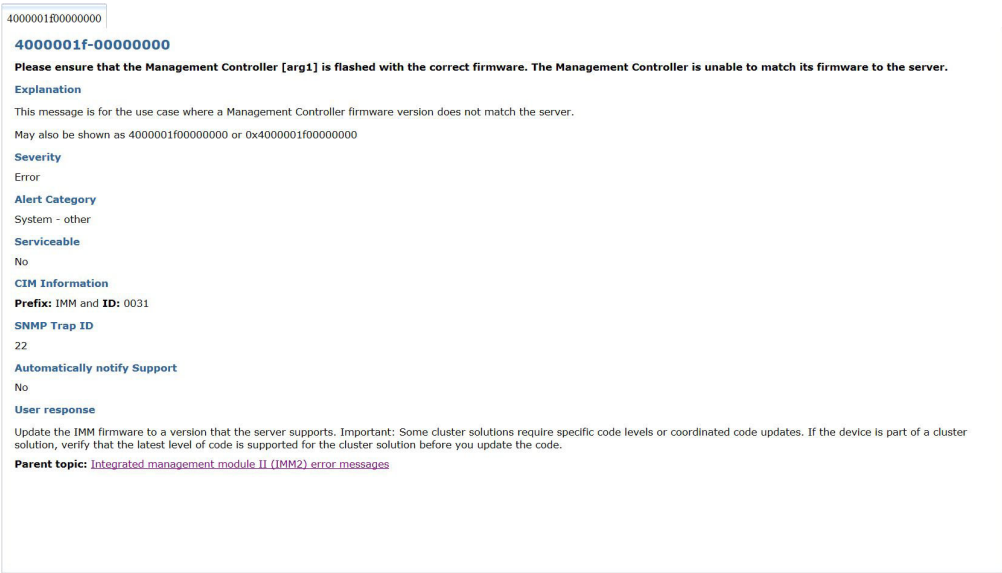 4000001f00000000
4000001f-00000000
Please ensure that the Management Controller [arg1] is flashed with the correct firmware. The Management Controller is unable to match its firmware to the server.
Explanation
This message is for the use case where a Management Controller firmware version does not match the server.
May also be shown as 4000001f00000000 or 0x4000001f00000000
Severity
Error
Alert Category
System - other
Serviceable
No
CIM Information
Prefix: IMM and ID: 0031
SNMP Trap ID
22
Automatically notify Support
No
User response
Update the IMM firmware to a version that the server supports. Important: Some cluster solutions require specific code levels or coordinated code updates. If the device is part of a cluster
solution, verify that the latest level of code is supported for the cluster solution before you update the code.
Parent topic: Integrated management module II (IMM2) error messages